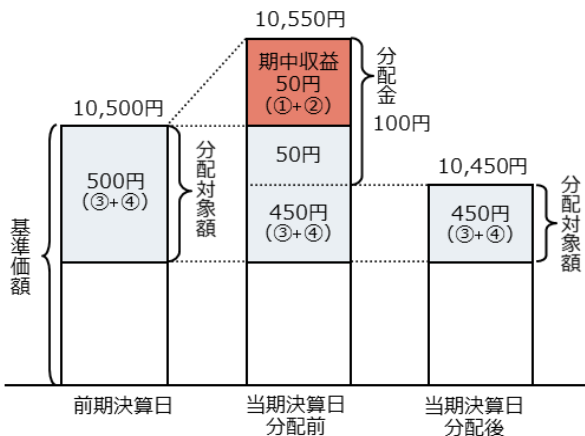 10,550円
期中収益
50円
(①+②)
分配金
100円
10,500円
50円
10,450円
500円
(③+④)
分配対象額
450円
(③+④)
450円
(③+④)
分配対象額
基準価額
前期決算日
当期決算日
分配前
当期決算日
分配後